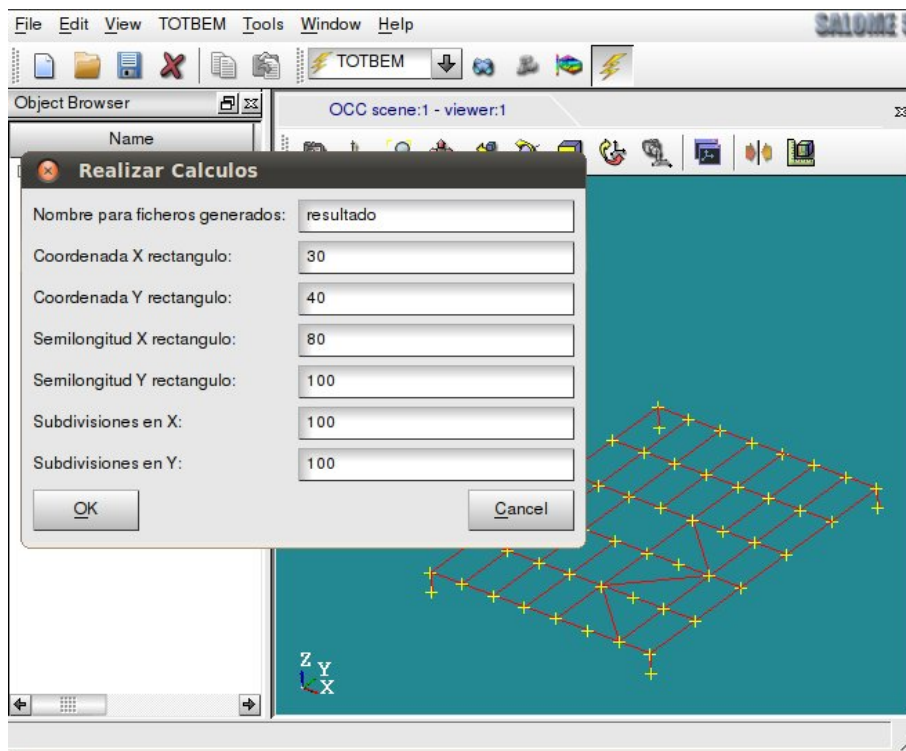 File Edit View TOTBEM Tools Window Help
SALOME
TOTBEM
Object Browser
OCC scene:1 - viewer:1
Name
Realizar Calculos
Nombre para ficheros generados: resultado
Coordenada X rectangulo: 30
Coordenada Y rectangulo: 40
Semilongitud X rectangulo: 80
Semilongitud Y rectangulo: 100
Subdivisiones en X: 100
Subdivisiones en Y: 100
OK Cancel
Z
Y
X